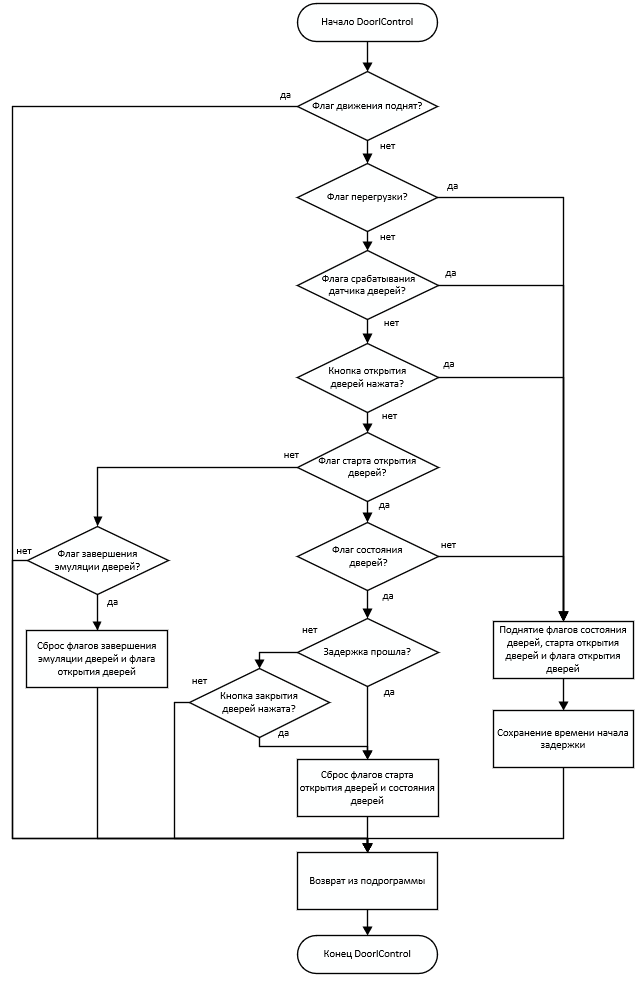 Начало DoorlControl
да
Флаг движения поднят?
нет
да
Флаг перегрузки?
нет
да
Флага срабатывания
датчика дверей?
нет
да
Кнопка открытия
дверей нажата?
нет
нет
Флаг старта открытия
дверей?
да
нет
Флаг завершения
эмуляции дверей?
да
нет
Флаг состояния
дверей?
да
Сброс флагов завершения
эмуляции дверей и флага
открытия дверей
нет
Задержка прошла?
да
Поднятие флагов состояния
дверей, старта открытия
дверей и флага открытия
дверей
нет
Кнопка закрытия
дверей нажата?
да
Сохранение времени начала
задержки
Сброс флагов старта
открытия дверей и состояния
дверей
Возврат из подрограммы
Конец DoorlControl